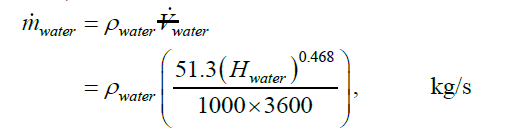 ṁ_water = ρ_water V̶̇_water
= ρ_water ( 51.3(H_water)^0.468 / 1000×3600 ), kg/s